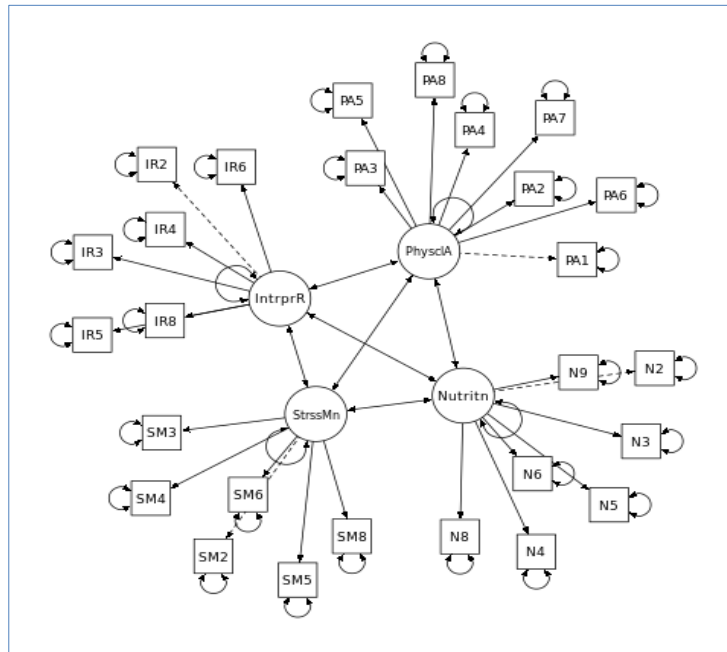 PA8
PA5
PA4
PA7
IR2
IR6
PA3
PA2
PA6
IR4
IR3
PhysclA
PA1
IntrprR
IR5
IR8
N9
N2
Nutritn
StrssMn
SM3
N3
N6
SM4
SM6
N5
SM2
SM8
N8
N4
SM5